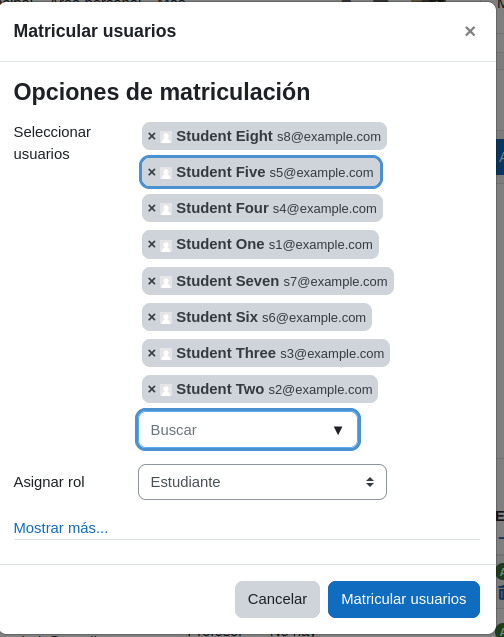 Matricular usuarios ×
Opciones de matriculación
Seleccionar usuarios
× Student Eight s8@example.com
× Student Five s5@example.com
× Student Four s4@example.com
× Student One s1@example.com
× Student Seven s7@example.com
× Student Six s6@example.com
× Student Three s3@example.com
× Student Two s2@example.com
Buscar ▼
Asignar rol Estudiante
Mostrar más...
Cancelar Matricular usuarios